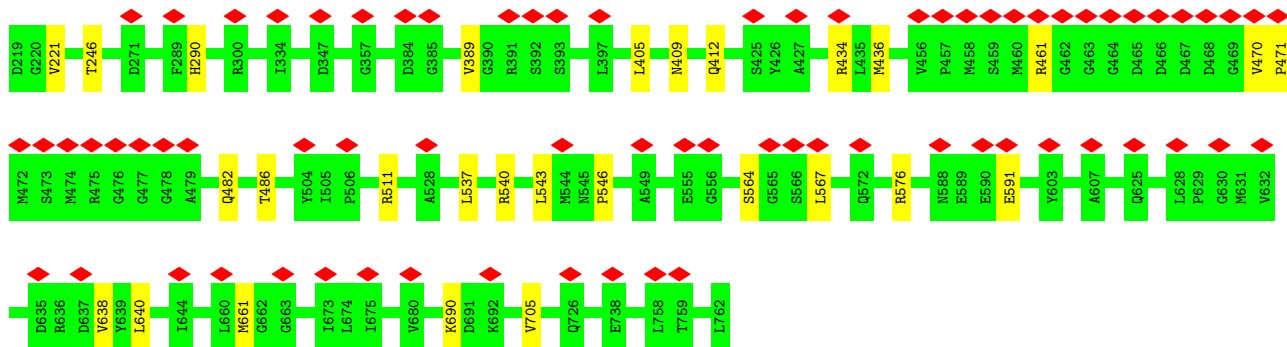 D219 G220 V221 T246 D271 F289 H290 R300 I334 D347 G357 D384 G385 V389 G390 R391 S392 S393 L397 L405 N409 Q412 S425 Y426 A427 R434 L435 M436 V456 P457 M458 S459 M460 R461 G462 G463 G464 D465 D466 D467 D468 G469 V470 P471
M472 S473 M474 R475 G476 G477 G478 A479 Q482 T486 Y504 I505 P506 R511 A528 L537 R540 L543 M544 N545 P546 A549 E555 G556 S564 G565 S566 L567 Q572 R576 N588 E589 E590 E591 Y603 A607 Q625 L628 P629 G630 M631 V632
D635 R636 D637 V638 Y639 L640 I644 L660 M661 G662 G663 I673 L674 I675 V680 K690 D691 K692 V705 Q726 E738 L758 T759 L762